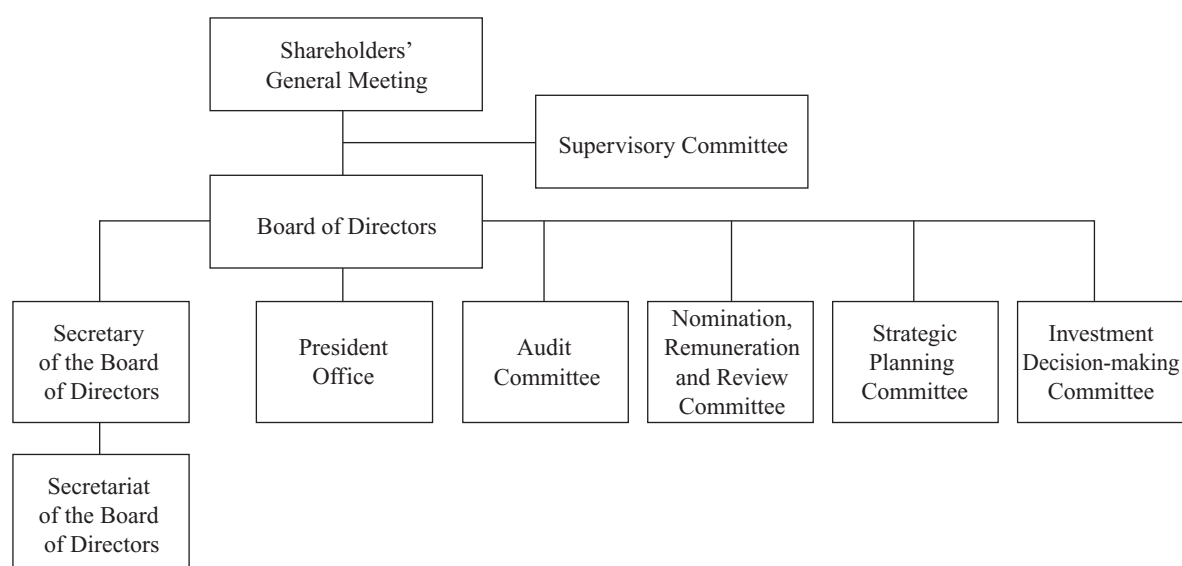 Shareholders’
General Meeting
Supervisory Committee
Board of Directors
Secretary
of the Board
of Directors
President
Office
Audit
Committee
Nomination,
Remuneration
and Review
Committee
Strategic
Planning
Committee
Investment
Decision-making
Committee
Secretariat
of the Board
of Directors